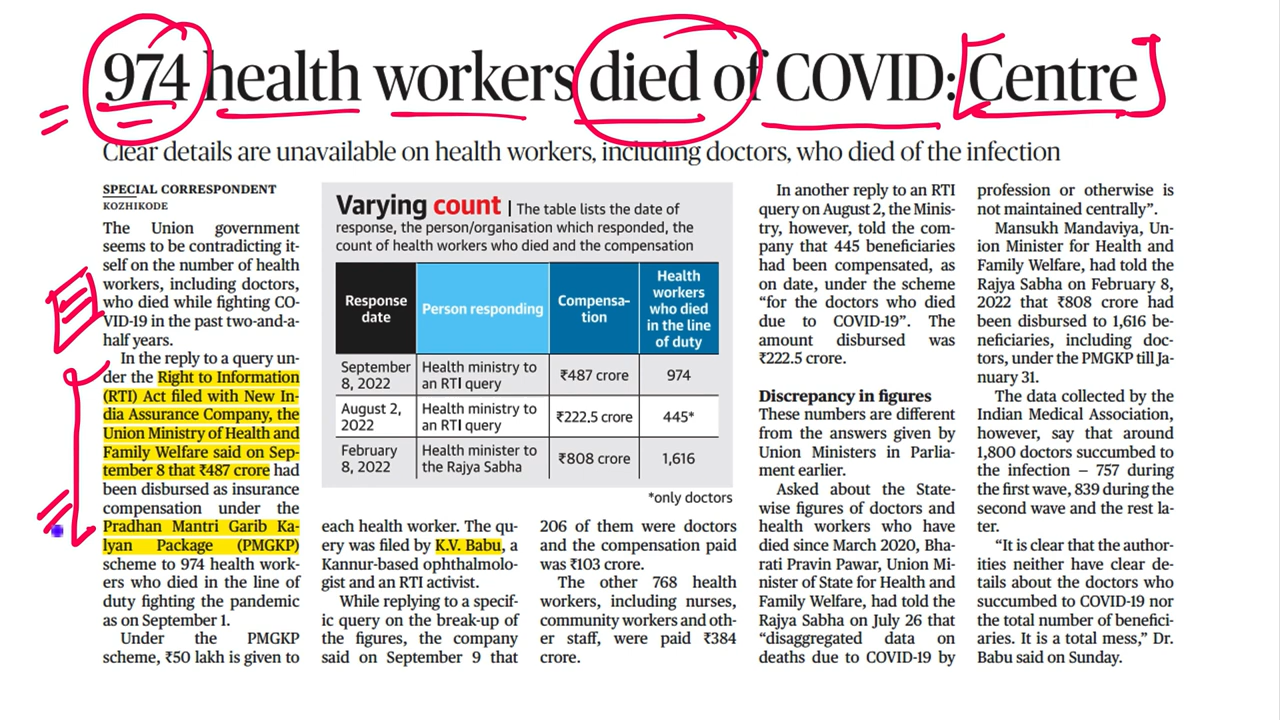 974 health workers died of COVID: Centre
Clear details are unavailable on health workers, including doctors, who died of the infection
SPECIAL CORRESPONDENT
KOZHIKODE
The Union government
seems to be contradicting it-
self on the number of health
workers, including doctors,
who died while fighting CO-
VID-19 in the past two-and-a-
half years.
In the reply to a query un-
der the Right to Information
(RTI) Act filed with New In-
dia Assurance Company, the
Union Ministry of Health and
Family Welfare said on Sep-
tember 8 that ₹487 crore had
been disbursed as insurance
compensation under the
Pradhan Mantri Garib Ka-
lyan Package (PMGKP)
scheme to 974 health work-
ers who died in the line of
duty fighting the pandemic
as on September 1.
Under the PMGKP
scheme, ₹50 lakh is given to
Varying count | The table lists the date of
response, the person/organisation which responded, the
count of health workers who died and the compensation
Response
date
Person responding
Compensa-
tion
Health
workers
who died
in the line
of duty
September
8, 2022
Health ministry to
an RTI query
₹487 crore
974
August 2,
2022
Health ministry to
an RTI query
₹222.5 crore
445*
February
8, 2022
Health minister to
the Rajya Sabha
₹808 crore
1,616
*only doctors
each health worker. The qu-
ery was filed by K.V. Babu, a
Kannur-based ophthalmolo-
gist and an RTI activist.
While replying to a specif-
ic query on the break-up of
the figures, the company
said on September 9 that
206 of them were doctors
and the compensation paid
was ₹103 crore.
The other 768 health
workers, including nurses,
community workers and oth-
er staff, were paid ₹384
crore.
In another reply to an RTI
query on August 2, the Minis-
try, however, told the com-
pany that 445 beneficiaries
had been compensated, as
on date, under the scheme
“for the doctors who died
due to COVID-19”. The
amount disbursed was
₹222.5 crore.
Discrepancy in figures
These numbers are different
from the answers given by
Union Ministers in Parlia-
ment earlier.
Asked about the State-
wise figures of doctors and
health workers who have
died since March 2020, Bha-
rati Pravin Pawar, Union Mi-
nister of State for Health and
Family Welfare, had told the
Rajya Sabha on July 26 that
“disaggregated data on
deaths due to COVID-19 by
profession or otherwise is
not maintained centrally”.
Mansukh Mandaviya, Un-
ion Minister for Health and
Family Welfare, had told the
Rajya Sabha on February 8,
2022 that ₹808 crore had
been disbursed to 1,616 be-
neficiaries, including doc-
tors, under the PMGKP till Ja-
nuary 31.
The data collected by the
Indian Medical Association,
however, say that around
1,800 doctors succumbed to
the infection – 757 during
the first wave, 839 during the
second wave and the rest la-
ter.
“It is clear that the author-
ities neither have clear de-
tails about the doctors who
succumbed to COVID-19 nor
the total number of benefici-
aries. It is a total mess,” Dr.
Babu said on Sunday.